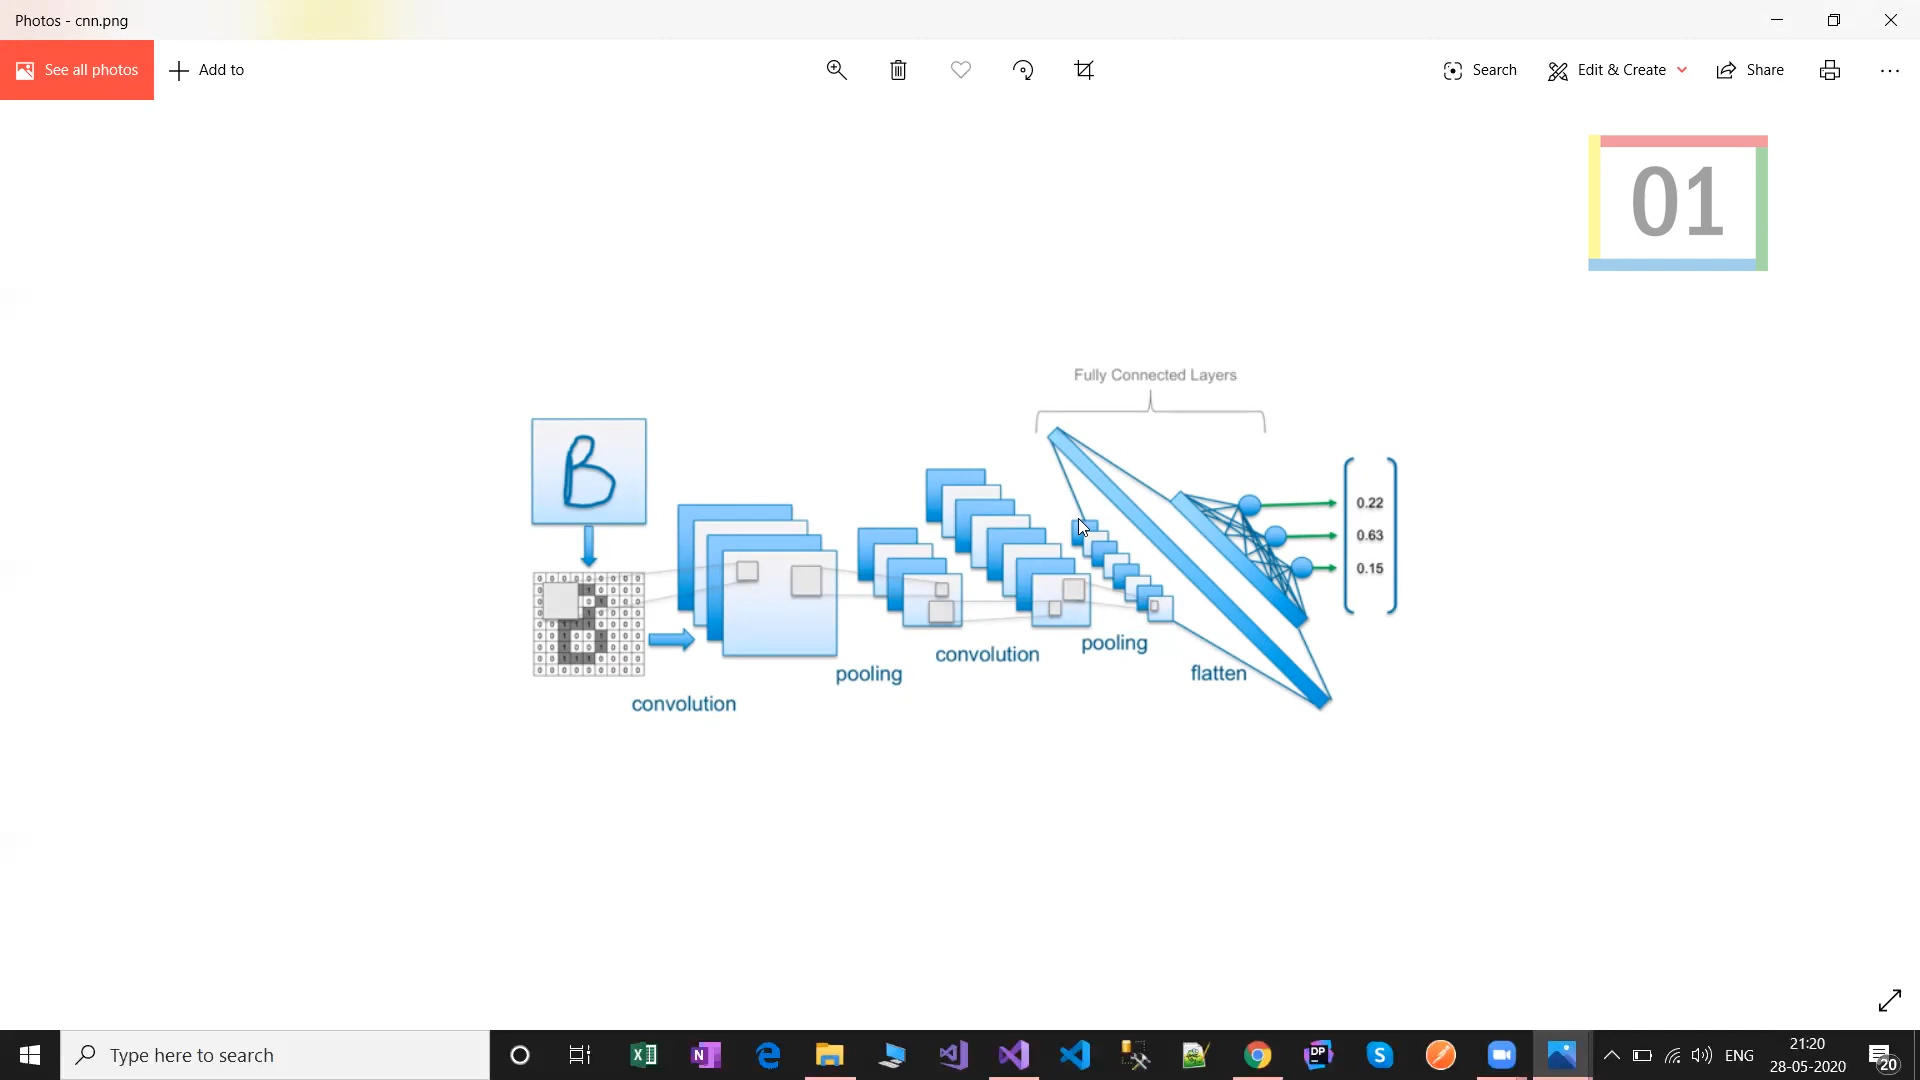 Photos - cnn.png
See all photos
Add to
Search
Edit & Create
Share
01
Fully Connected Layers
B
0.22
0.63
0.15
convolution
pooling
convolution
pooling
flatten
Type here to search
ENG
21:20
28-05-2020
20